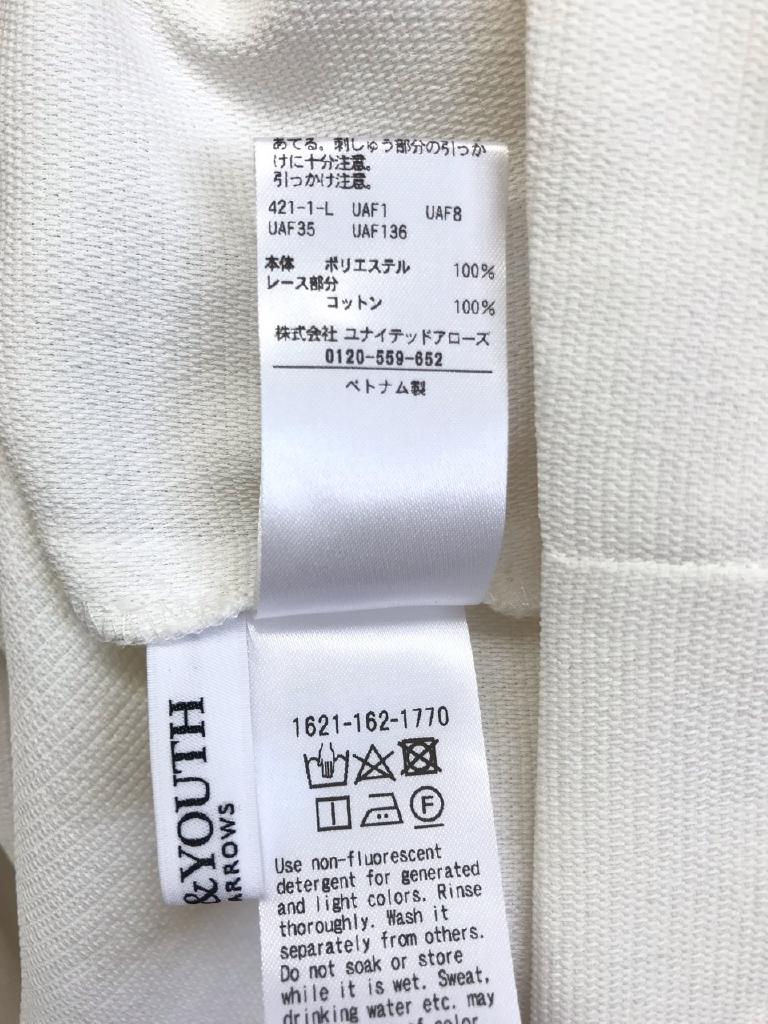 あてる。刺しゅう部分の引っか
けに十分注意。
引っかけ注意。
421-1-L UAF1 UAF8
UAF35 UAF136
本体 ポリエステル 100%
レース部分
コットン 100%
株式会社 ユナイテッドアローズ
0120-559-652
ベトナム製
&YOUTH
ARROWS
1621-162-1770
F
Use non-fluorescent
detergent for generated
and light colors. Rinse
thoroughly. Wash it
separately from others.
Do not soak or store
while it is wet. Sweat,
drinking water etc. may
of color